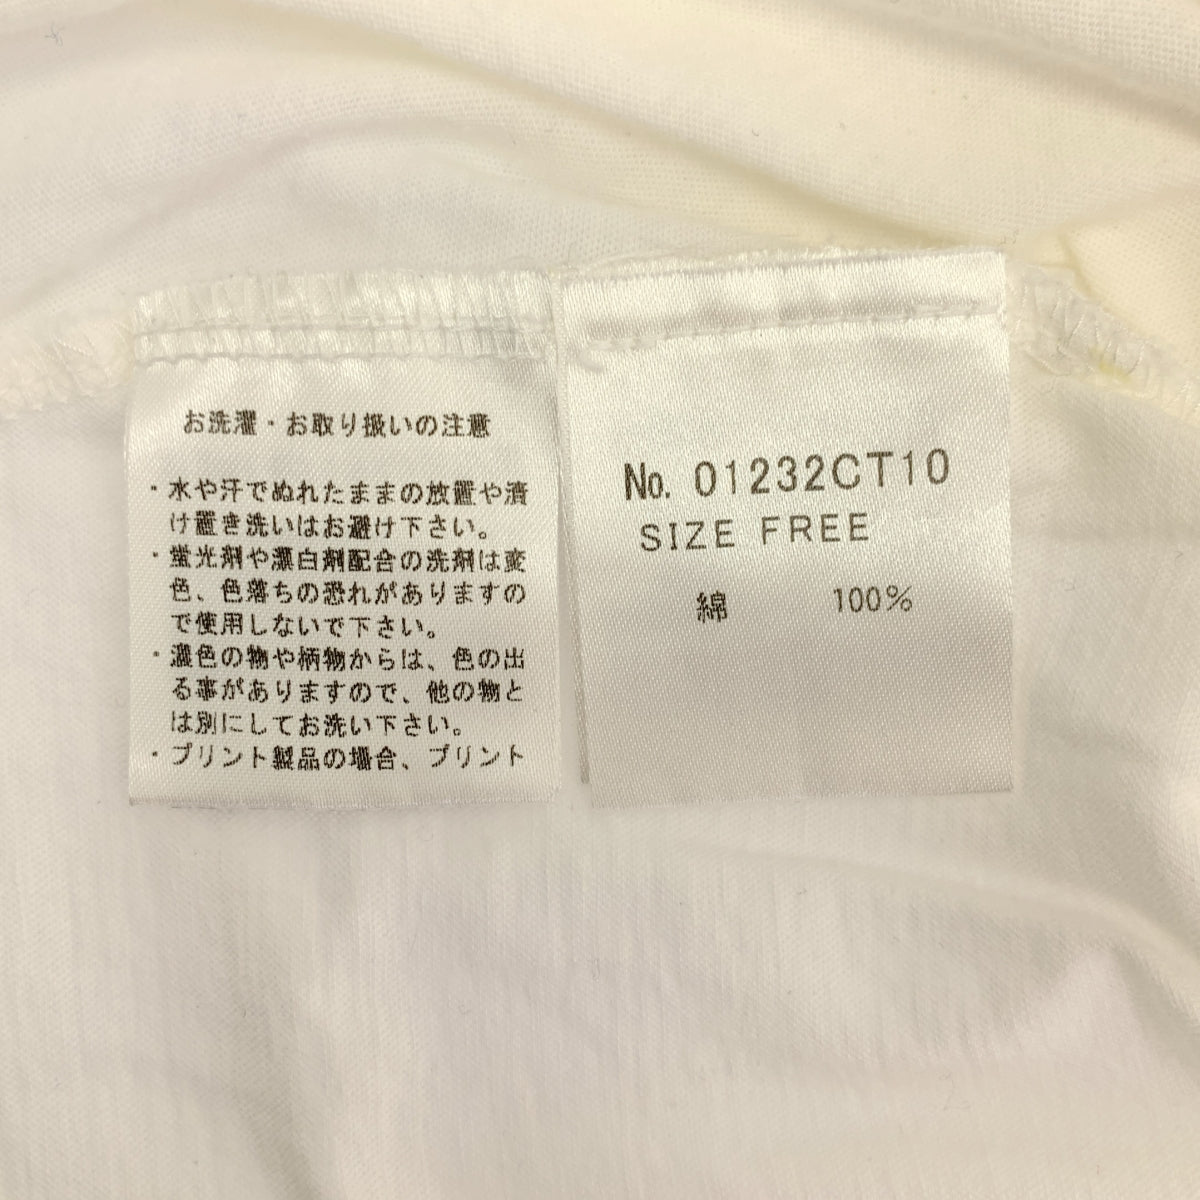 お洗濯・お取り扱いの注意
・水や汗でぬれたままの放置や漬
け置き洗いはお避け下さい。
・蛍光剤や漂白剤配合の洗剤は変
色、色落ちの恐れがありますの
で使用しないで下さい。
・濃色の物や柄物からは、色の出
る事がありますので、他の物と
は別にしてお洗い下さい。
・プリント製品の場合、プリント
No. 01232CT10
SIZE FREE
綿 100%